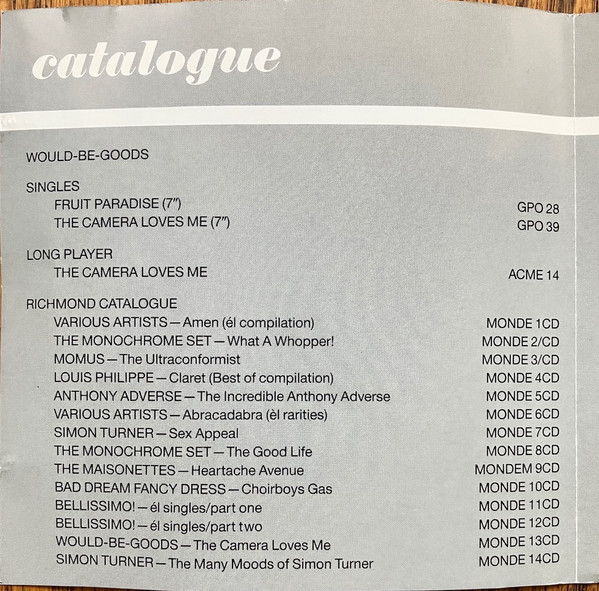 catalogue
WOULD-BE-GOODS
SINGLES
FRUIT PARADISE (7″) GPO 28
THE CAMERA LOVES ME (7″) GPO 39
LONG PLAYER
THE CAMERA LOVES ME ACME 14
RICHMOND CATALOGUE
VARIOUS ARTISTS — Amen (él compilation) MONDE 1CD
THE MONOCHROME SET — What A Whopper! MONDE 2/CD
MOMUS — The Ultraconformist MONDE 3/CD
LOUIS PHILIPPE — Claret (Best of compilation) MONDE 4CD
ANTHONY ADVERSE — The Incredible Anthony Adverse MONDE 5CD
VARIOUS ARTISTS — Abracadabra (èl rarities) MONDE 6CD
SIMON TURNER — Sex Appeal MONDE 7CD
THE MONOCHROME SET — The Good Life MONDE 8CD
THE MAISONETTES — Heartache Avenue MONDEM 9CD
BAD DREAM FANCY DRESS — Choirboys Gas MONDE 10CD
BELLISSIMO! — él singles/part one MONDE 11CD
BELLISSIMO! — él singles/part two MONDE 12CD
WOULD-BE-GOODS — The Camera Loves Me MONDE 13CD
SIMON TURNER — The Many Moods of Simon Turner MONDE 14CD